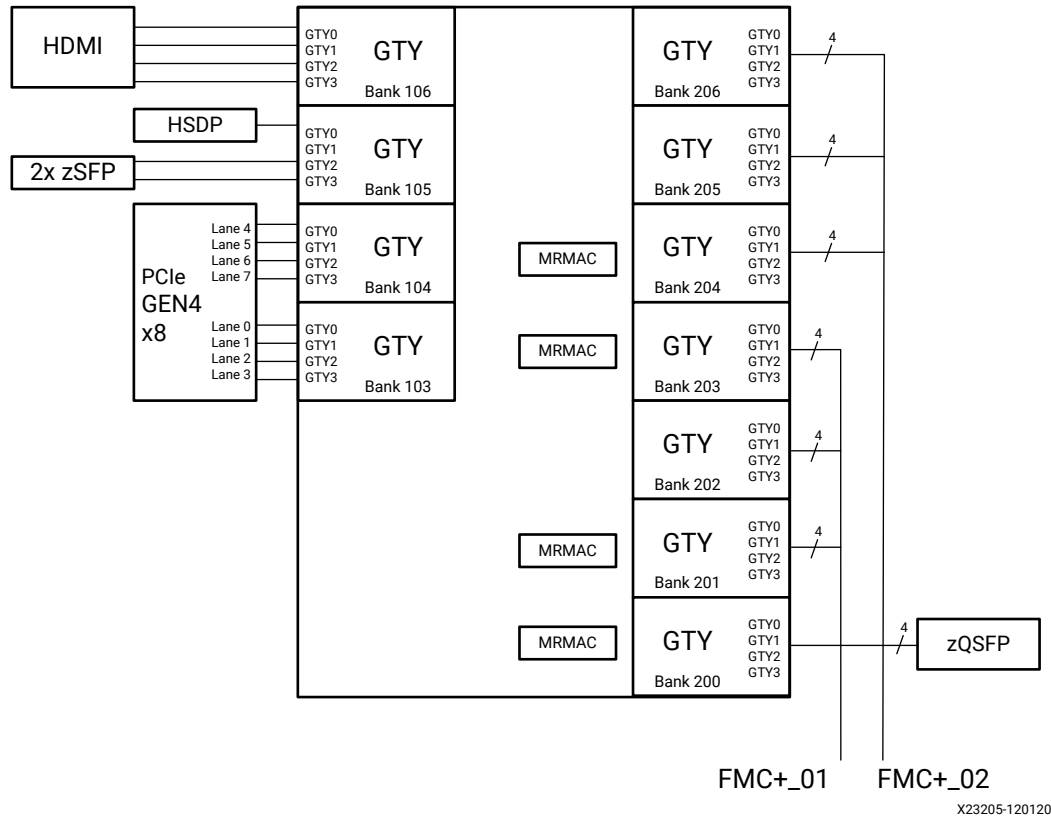 HDMI
GTY0
GTY1
GTY2
GTY3
GTY
Bank 106
HSDP
2x zSFP
GTY0
GTY1
GTY2
GTY3
GTY
Bank 105
PCIe
GEN4
x8
Lane 4
Lane 5
Lane 6
Lane 7
GTY0
GTY1
GTY2
GTY3
GTY
Bank 104
Lane 0
Lane 1
Lane 2
Lane 3
GTY0
GTY1
GTY2
GTY3
GTY
Bank 103
GTY
Bank 206
GTY0
GTY1
GTY2
GTY3
4
GTY
Bank 205
GTY0
GTY1
GTY2
GTY3
4
MRMAC
GTY
Bank 204
GTY0
GTY1
GTY2
GTY3
4
MRMAC
GTY
Bank 203
GTY0
GTY1
GTY2
GTY3
4
GTY
Bank 202
GTY0
GTY1
GTY2
GTY3
4
MRMAC
GTY
Bank 201
GTY0
GTY1
GTY2
GTY3
4
MRMAC
GTY
Bank 200
GTY0
GTY1
GTY2
GTY3
4
zQSFP
FMC+_01
FMC+_02
X23205-120120